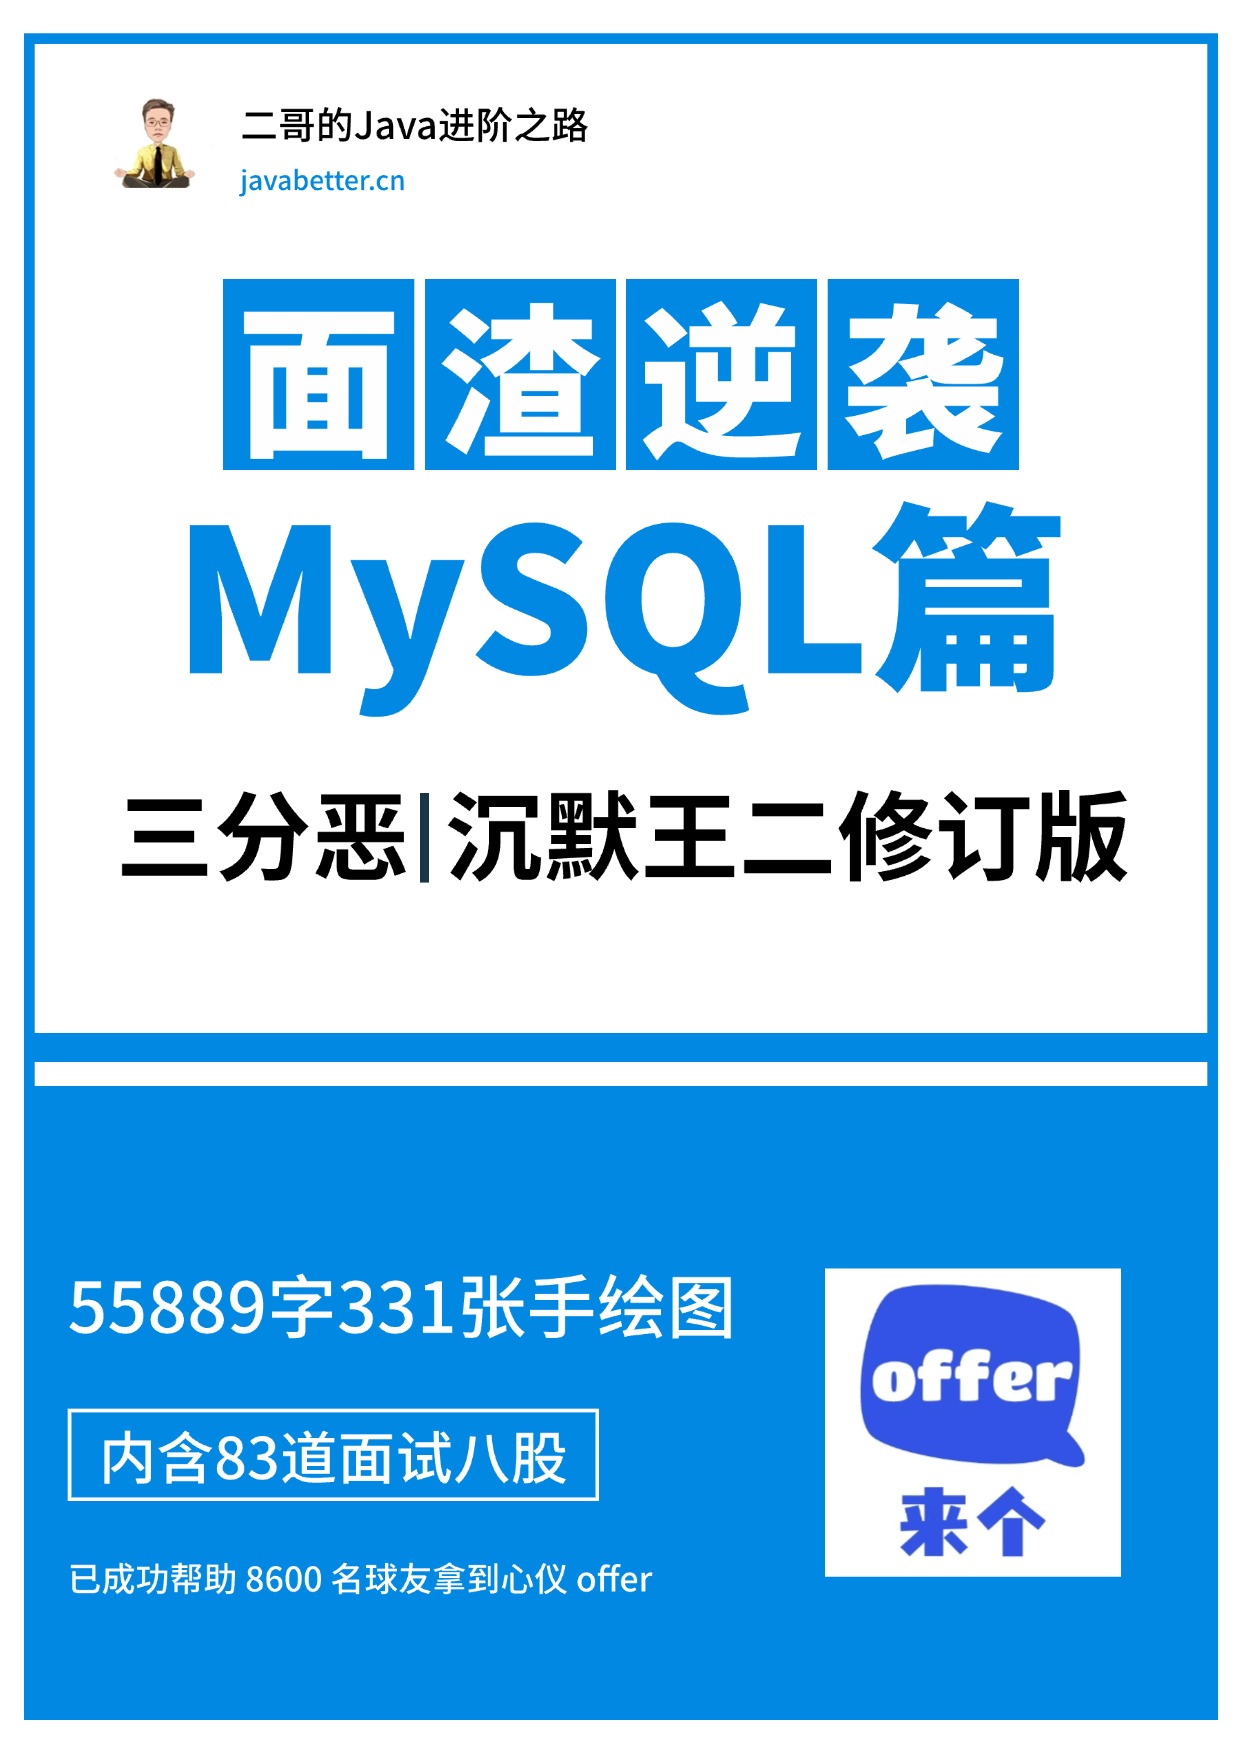 二哥的Java进阶之路
javabetter.cn
面渣逆袭
MySQL篇
三分恶|沉默王二修订版
55889字331张手绘图
内含83道面试八股
已成功帮助 8600 名球友拿到心仪 offer
offer
来个